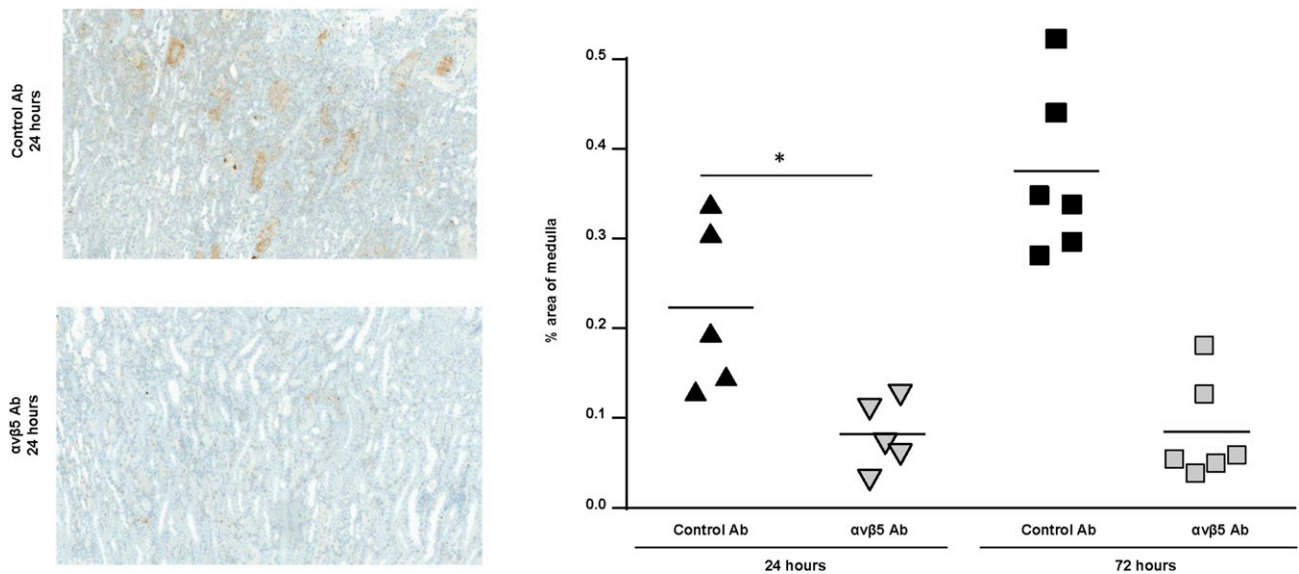 Control Ab
24 hours
αvβ5 Ab
24 hours
% area of medulla
0.5
0.4
0.3
0.2
0.1
0.0
*
Control Ab
αvβ5 Ab
Control Ab
αvβ5 Ab
24 hours
72 hours